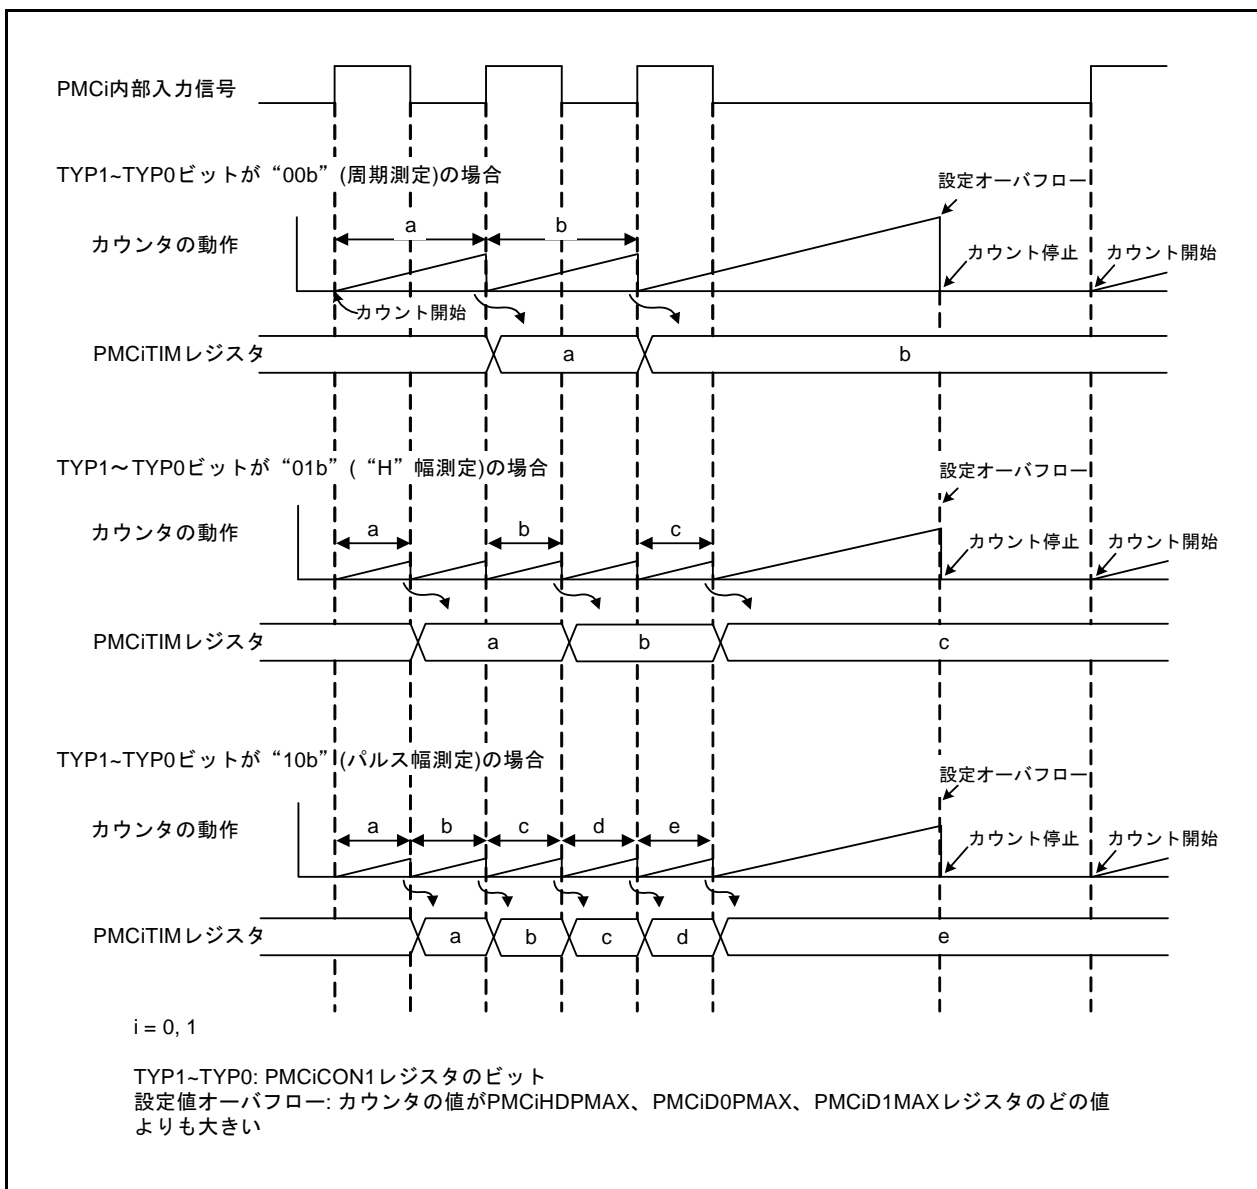 PMCi内部入力信号
TYP1~TYP0ビットが“00b”(周期測定)の場合
設定オーバフロー
a
b
カウンタの動作
カウント停止
カウント開始
カウント開始
PMCiTIMレジスタ
a
b
TYP1～TYP0ビットが“01b”(“H”幅測定)の場合
設定オーバフロー
カウンタの動作
a
b
c
カウント停止
カウント開始
PMCiTIMレジスタ
a
b
c
TYP1~TYP0ビットが“10b”(パルス幅測定)の場合
設定オーバフロー
カウンタの動作
a
b
c
d
e
カウント停止
カウント開始
PMCiTIMレジスタ
a
b
c
d
e
i = 0, 1
TYP1~TYP0: PMCiCON1レジスタのビット
設定値オーバフロー: カウンタの値がPMCiHDPMAX、PMCiD0PMAX、PMCiD1MAXレジスタのどの値
よりも大きい